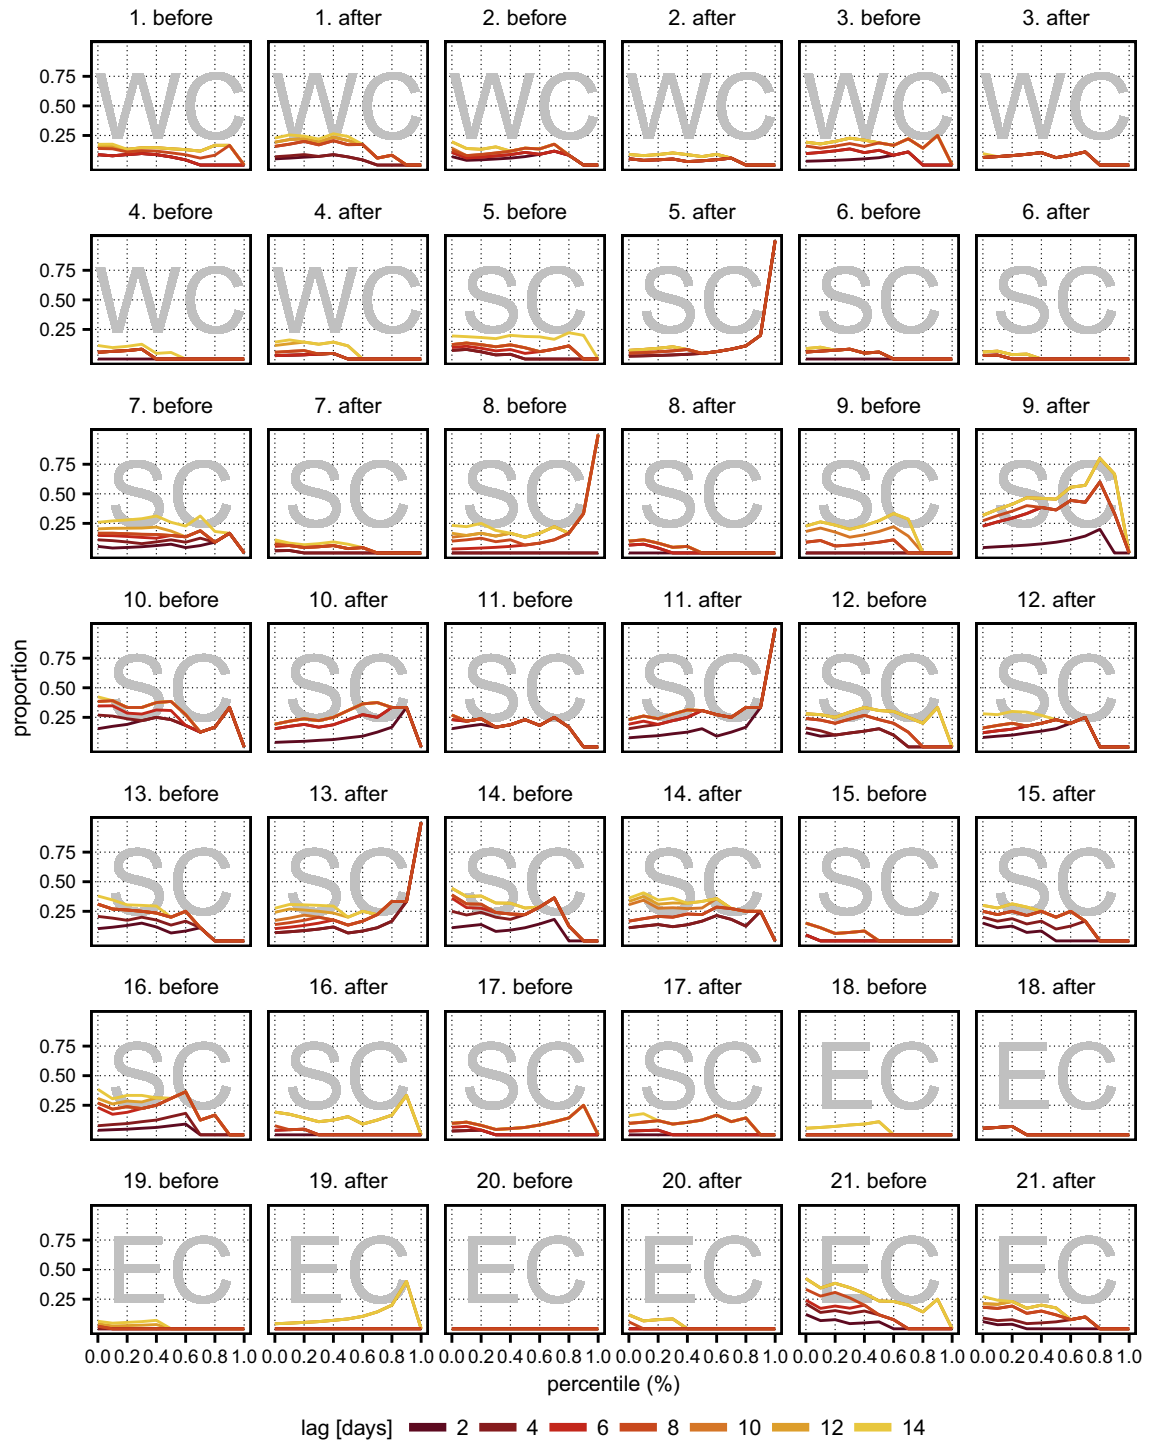 1. before 1. after 2. before 2. after 3. before 3. after
0.75 WC WC WC WC WC WC
0.50
0.25
4. before 4. after 5. before 5. after 6. before 6. after
0.75 WC WC SC SC SC SC
0.50
0.25
7. before 7. after 8. before 8. after 9. before 9. after
0.75 SC SC SC SC SC SC
0.50
0.25
10. before 10. after 11. before 11. after 12. before 12. after
0.75 SC SC SC SC SC SC
0.50
0.25
proportion
13. before 13. after 14. before 14. after 15. before 15. after
0.75 SC SC SC SC SC SC
0.50
0.25
16. before 16. after 17. before 17. after 18. before 18. after
0.75 SC SC SC SC EC EC
0.50
0.25
19. before 19. after 20. before 20. after 21. before 21. after
0.75 EC EC EC EC EC EC
0.50
0.25
0.0 0.2 0.4 0.6 0.8 1.0 0.0 0.2 0.4 0.6 0.8 1.0 0.0 0.2 0.4 0.6 0.8 1.0 0.0 0.2 0.4 0.6 0.8 1.0 0.0 0.2 0.4 0.6 0.8 1.0 0.0 0.2 0.4 0.6 0.8 1.0
percentile (%)
lag [days] 2 4 6 8 10 12 14